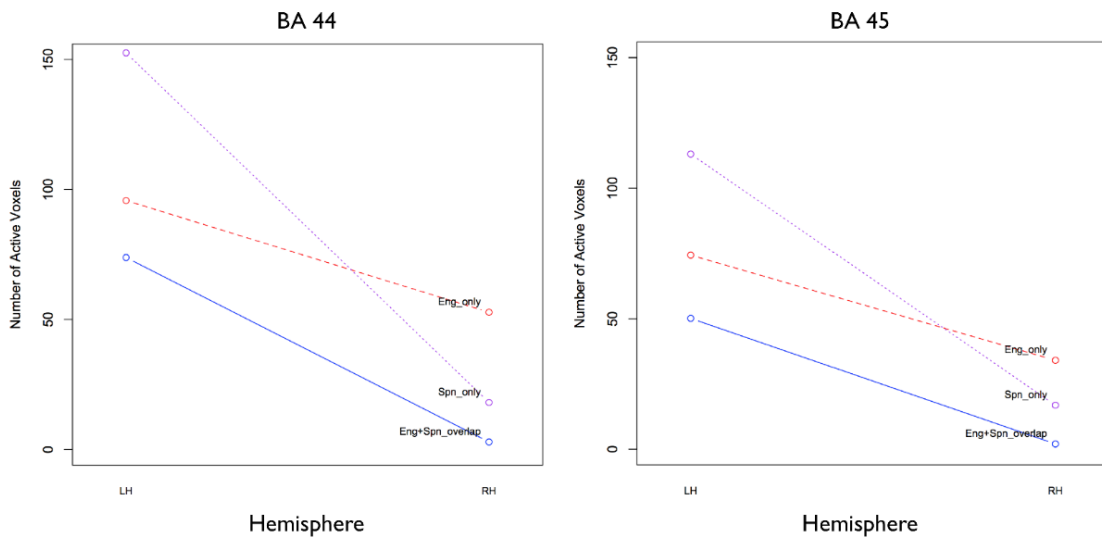 BA 44
150
100
50
0
Number of Active Voxels
Eng_only
Spn_only
Eng+Spn_overlap
LH
RH
Hemisphere
BA 45
150
100
50
0
Number of Active Voxels
Eng_only
Spn_only
Eng+Spn_overlap
LH
RH
Hemisphere